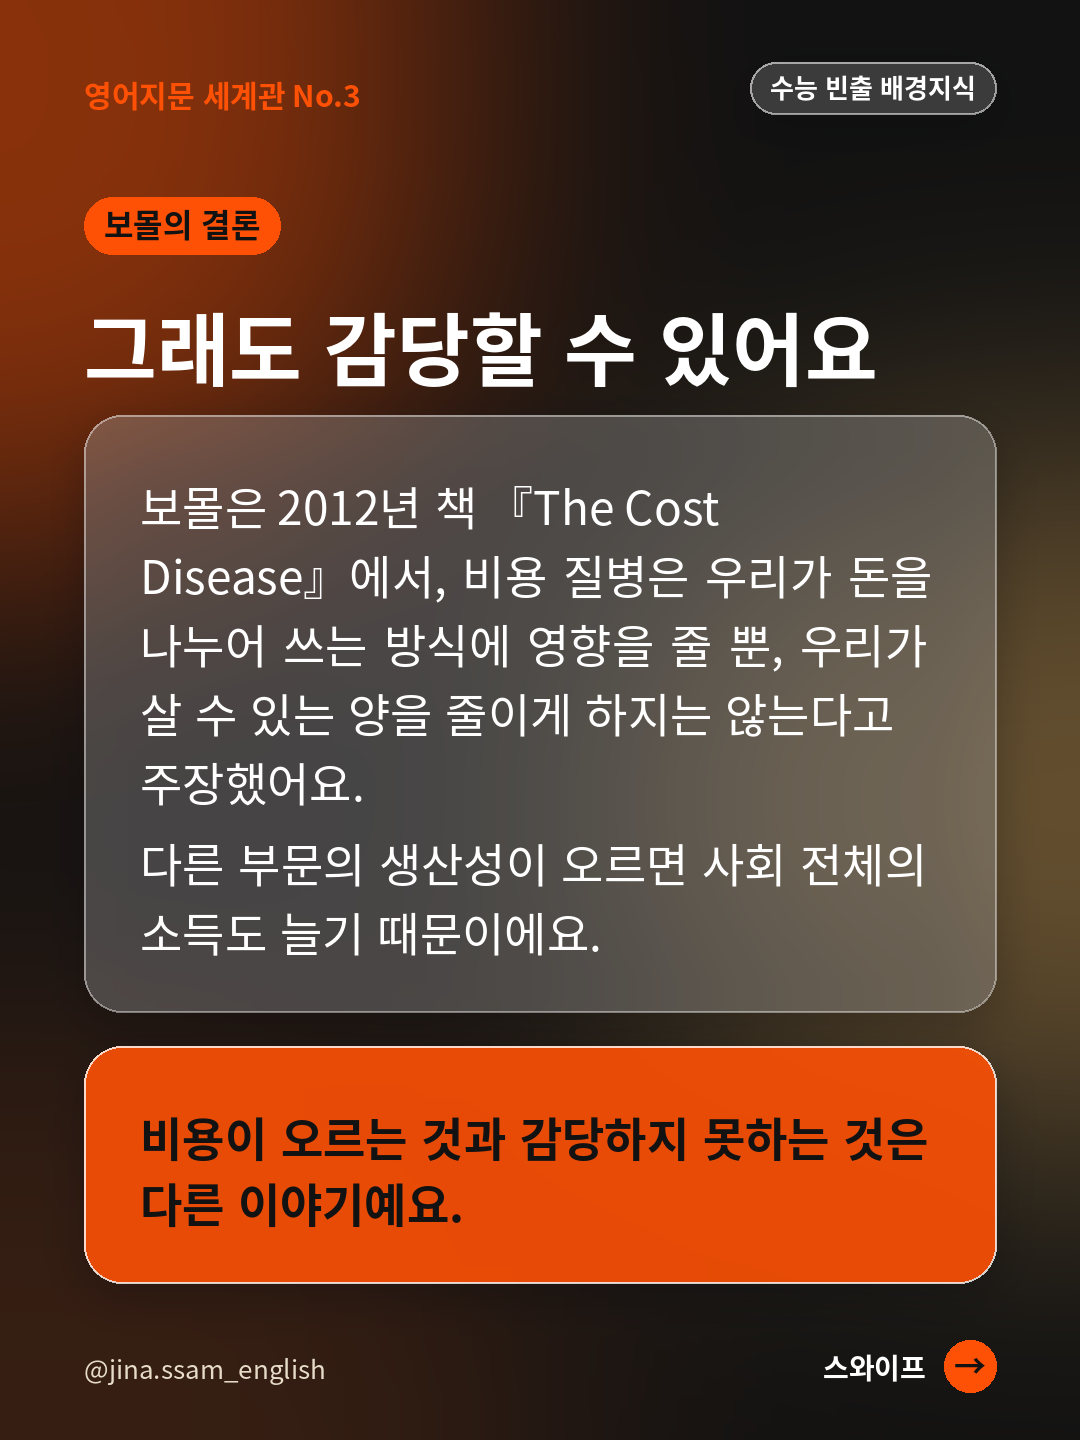 영어지문 세계관 No.3
수능 빈출 배경지식
보몰의 결론
그래도 감당할 수 있어요
보몰은 2012년 책 『The Cost
Disease』에서, 비용 질병은 우리가 돈을
나누어 쓰는 방식에 영향을 줄 뿐, 우리가
살 수 있는 양을 줄이게 하지는 않는다고
주장했어요.
다른 부문의 생산성이 오르면 사회 전체의
소득도 늘기 때문이에요.
비용이 오르는 것과 감당하지 못하는 것은
다른 이야기예요.
@jina.ssam_english
스와이프 →